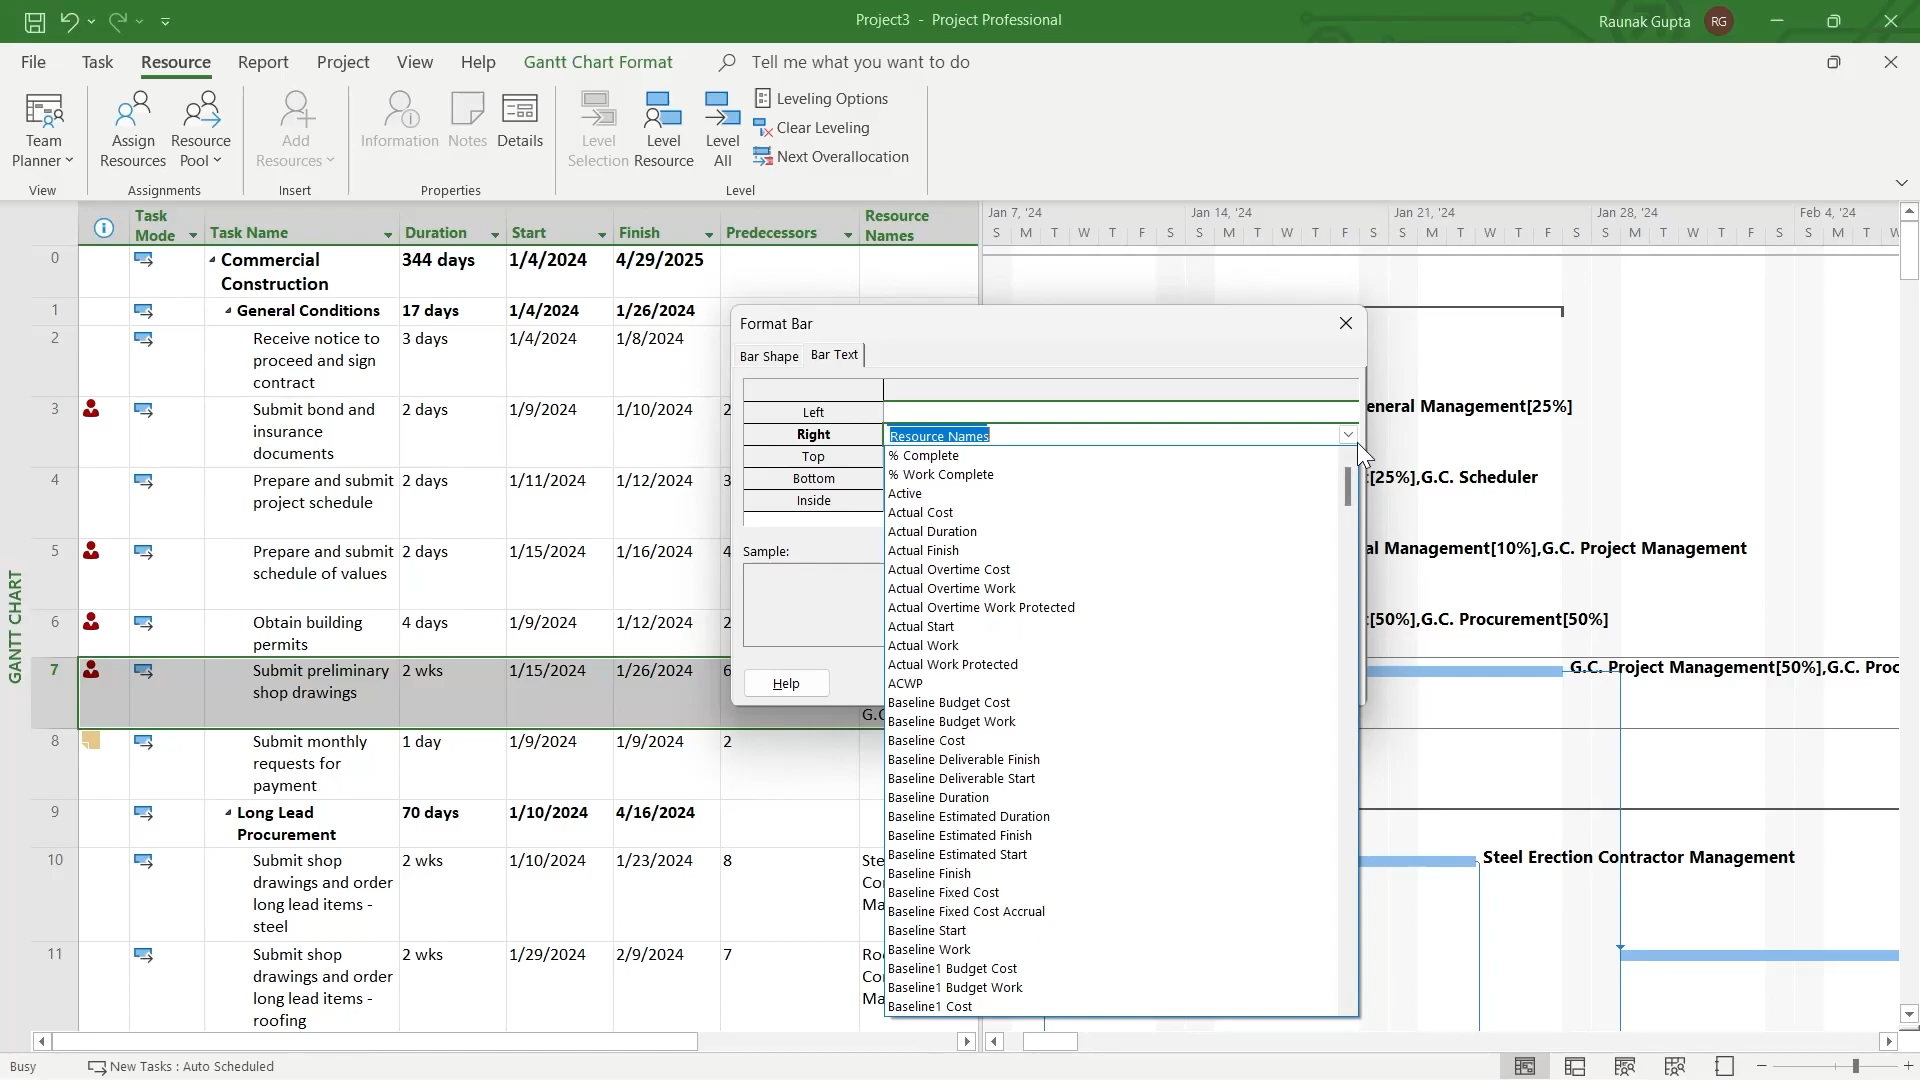 Project3 - Project Professional
Raunak Gupta
RG
File Task Resource Report Project View Help Gantt Chart Format Tell me what you want to do
Team
Planner
View
Assign
Resources
Resource
Pool
Assignments
Add
Resources
Insert
Information
Notes
Details
Properties
Level
Selection
Level
Resource
Level
All
Leveling Options
Clear Leveling
Next Overallocation
Level
Task
Mode
Task Name
Duration
Start
Finish
Predecessors
Resource
Names
Jan 7, '24
Jan 14, '24
Jan 21, '24
Jan 28, '24
Feb 4, '24
S M T W T F S S M T W T F S S M T W T F S S M T W T F S S M T W
GANTT CHART
0
Commercial
Construction
344 days
1/4/2024
4/29/2025
1
General Conditions
17 days
1/4/2024
1/26/2024
2
Receive notice to
proceed and sign
contract
3 days
1/4/2024
1/8/2024
3
Submit bond and
insurance
documents
2 days
1/9/2024
1/10/2024
2
eneral Management[25%]
4
Prepare and submit
project schedule
2 days
1/11/2024
1/12/2024
3
[25%],G.C. Scheduler
5
Prepare and submit
schedule of values
2 days
1/15/2024
1/16/2024
4
al Management[10%],G.C. Project Management
6
Obtain building
permits
4 days
1/9/2024
1/12/2024
2
[50%],G.C. Procurement[50%]
7
Submit preliminary
shop drawings
2 wks
1/15/2024
1/26/2024
6
G.C
G.C. Project Management[50%],G.C. Proc
8
Submit monthly
requests for
payment
1 day
1/9/2024
1/9/2024
2
9
Long Lead
Procurement
70 days
1/10/2024
4/16/2024
10
Submit shop
drawings and order
long lead items -
steel
2 wks
1/10/2024
1/23/2024
8
Ste
Co
Ma
Steel Erection Contractor Management
11
Submit shop
drawings and order
long lead items -
roofing
2 wks
1/29/2024
2/9/2024
7
Ro
Co
Ma
Format Bar
Bar Shape
Bar Text
Left
Right
Top
Bottom
Inside
Sample:
Help
Resource Names
% Complete
% Work Complete
Active
Actual Cost
Actual Duration
Actual Finish
Actual Overtime Cost
Actual Overtime Work
Actual Overtime Work Protected
Actual Start
Actual Work
Actual Work Protected
ACWP
Baseline Budget Cost
Baseline Budget Work
Baseline Cost
Baseline Deliverable Finish
Baseline Deliverable Start
Baseline Duration
Baseline Estimated Duration
Baseline Estimated Finish
Baseline Estimated Start
Baseline Finish
Baseline Fixed Cost
Baseline Fixed Cost Accrual
Baseline Start
Baseline Work
Baseline1 Budget Cost
Baseline1 Budget Work
Baseline1 Cost
Busy
New Tasks : Auto Scheduled